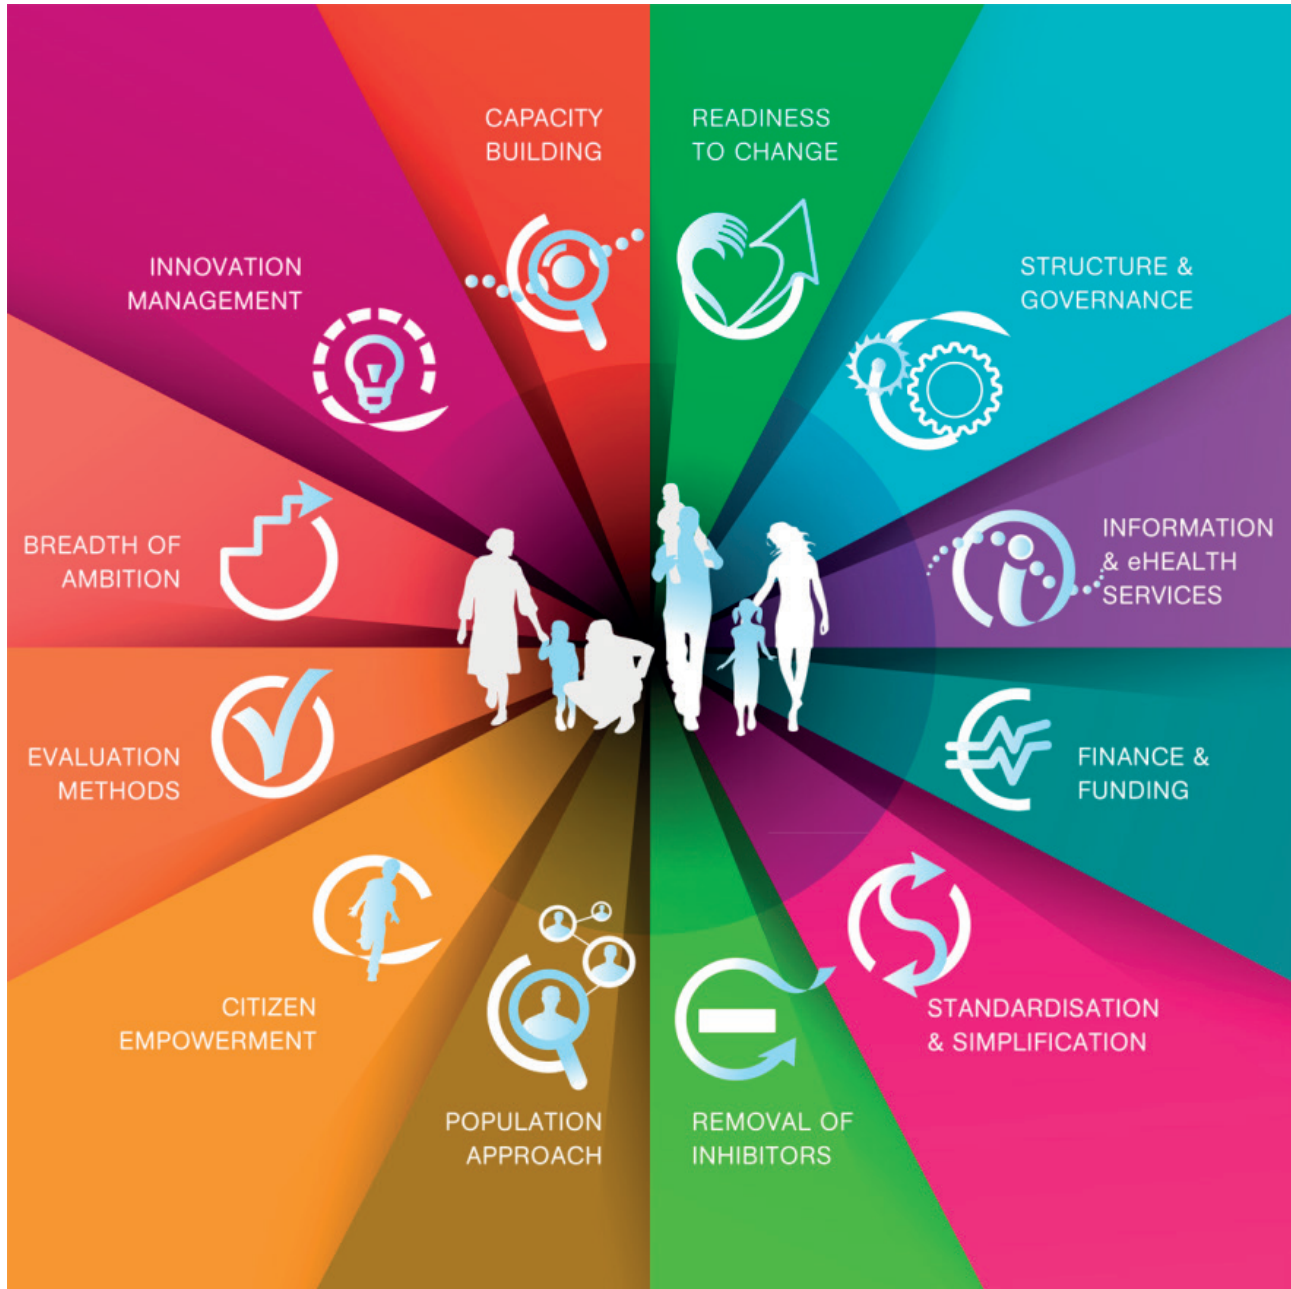 CAPACITY
BUILDING
READINESS
TO CHANGE
STRUCTURE &
GOVERNANCE
INFORMATION
& eHEALTH
SERVICES
FINANCE &
FUNDING
STANDARDISATION
& SIMPLIFICATION
REMOVAL OF
INHIBITORS
POPULATION
APPROACH
CITIZEN
EMPOWERMENT
EVALUATION
METHODS
BREADTH OF
AMBITION
INNOVATION
MANAGEMENT